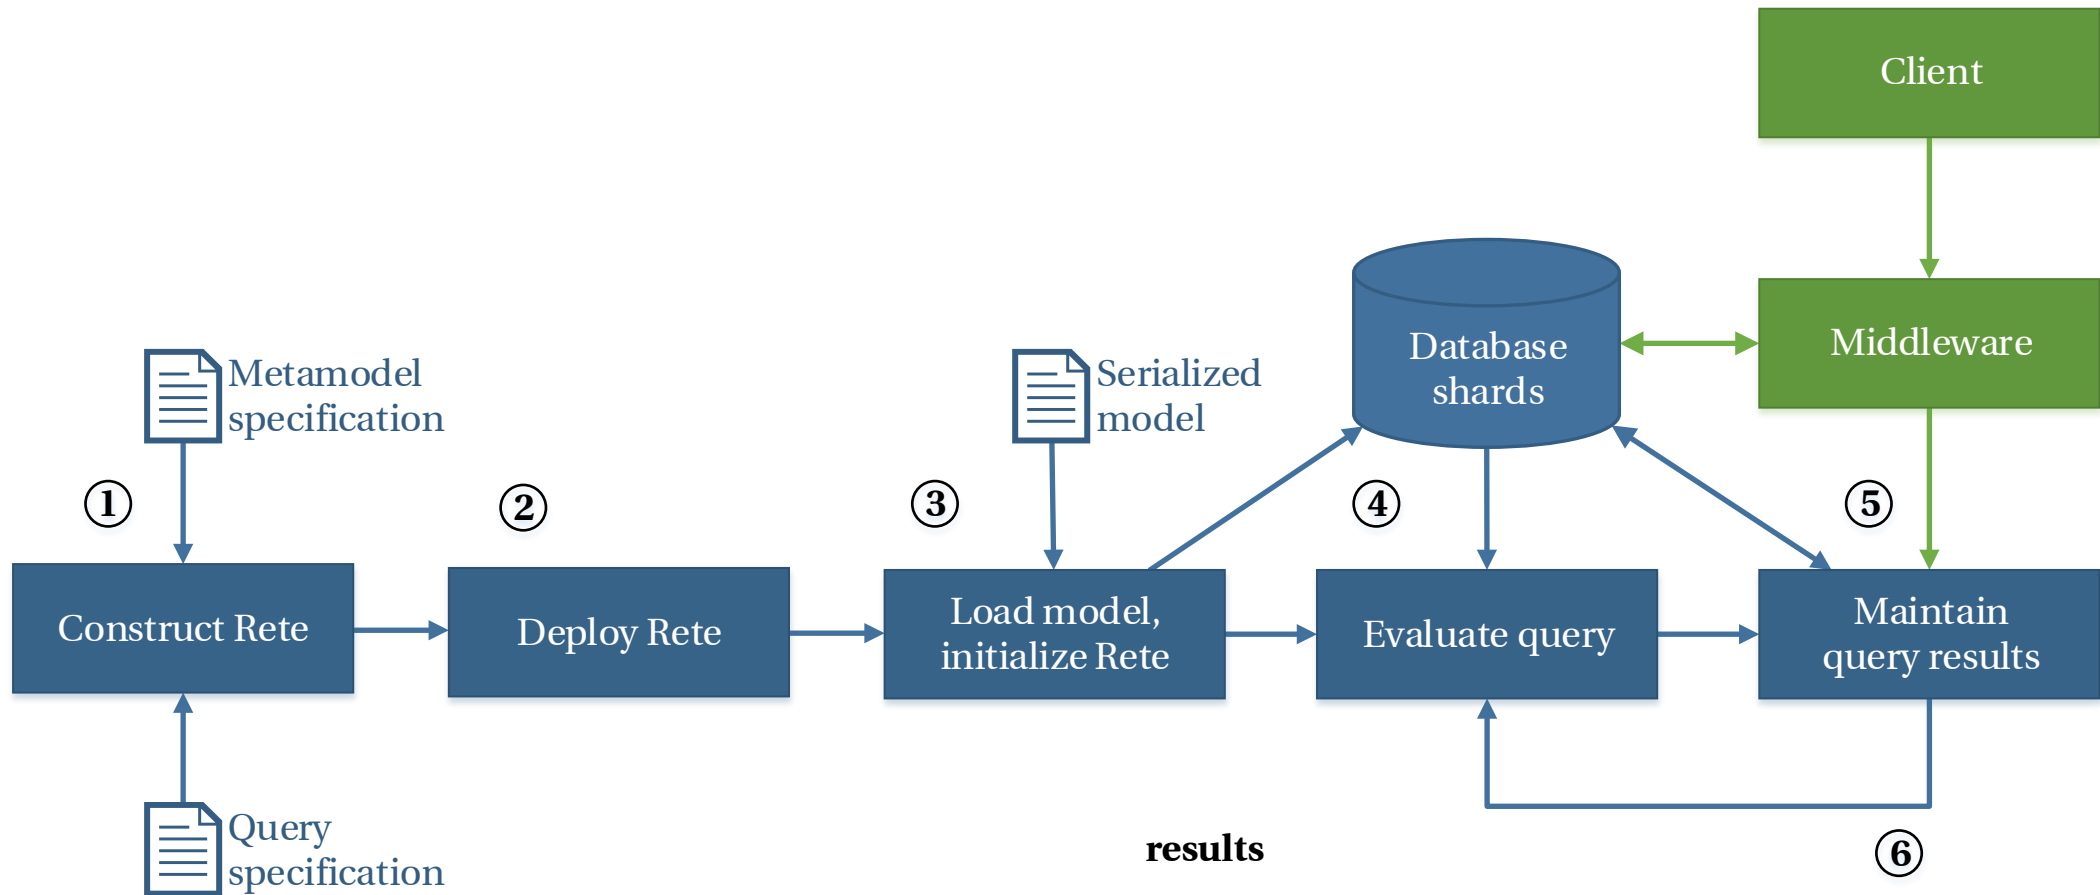 Client
Middleware
Database
shards
Metamodel
specification
Serialized
model
1
2
3
4
5
Construct Rete
Deploy Rete
Load model,
initialize Rete
Evaluate query
Maintain
query results
Query
specification
results
6